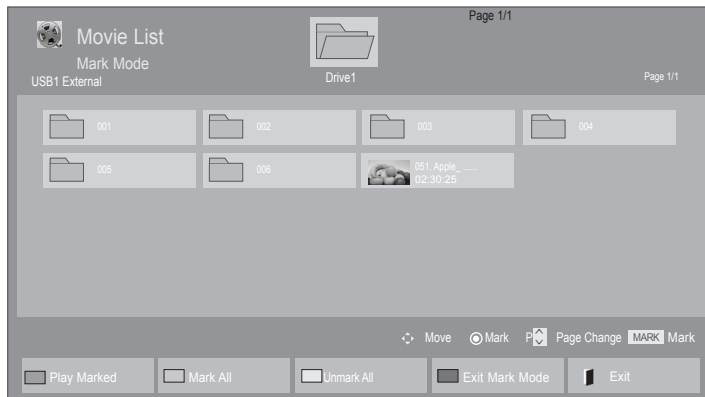 Page 1/1
Movie List
Mark Mode
USB1 External
Drive1
Page 1/1
001
002
003
004
005
006
051. Apple_ ......
02:30:25
Move
Mark
P
Page Change
MARK
Mark
Play Marked
Mark All
Unmark All
Exit Mark Mode
Exit